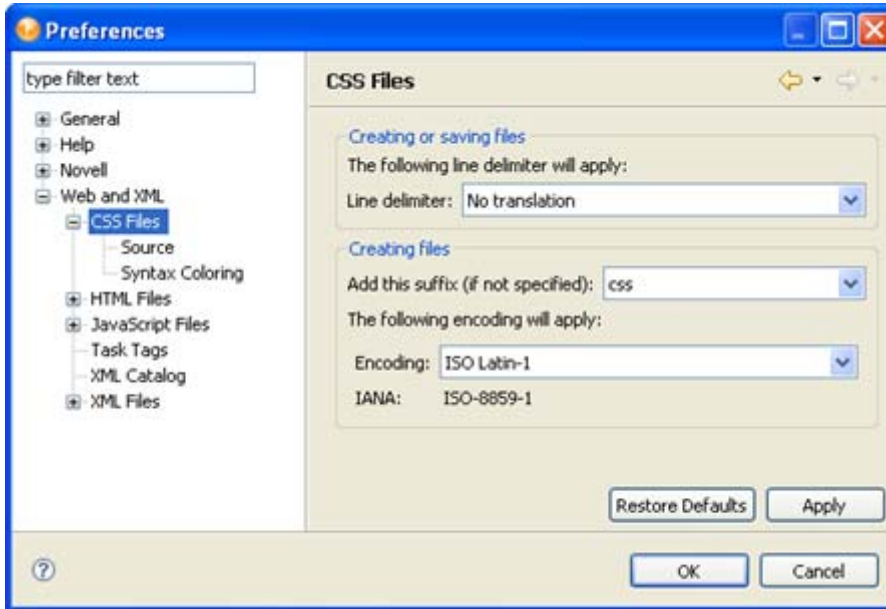 Preferences
type filter text
General
Help
Novell
Web and XML
CSS Files
Source
Syntax Coloring
HTML Files
JavaScript Files
Task Tags
XML Catalog
XML Files
CSS Files
Creating or saving files
The following line delimiter will apply:
Line delimiter: No translation
Creating files
Add this suffix (if not specified): css
The following encoding will apply:
Encoding: ISO Latin-1
IANA: ISO-8859-1
Restore Defaults Apply
? OK Cancel